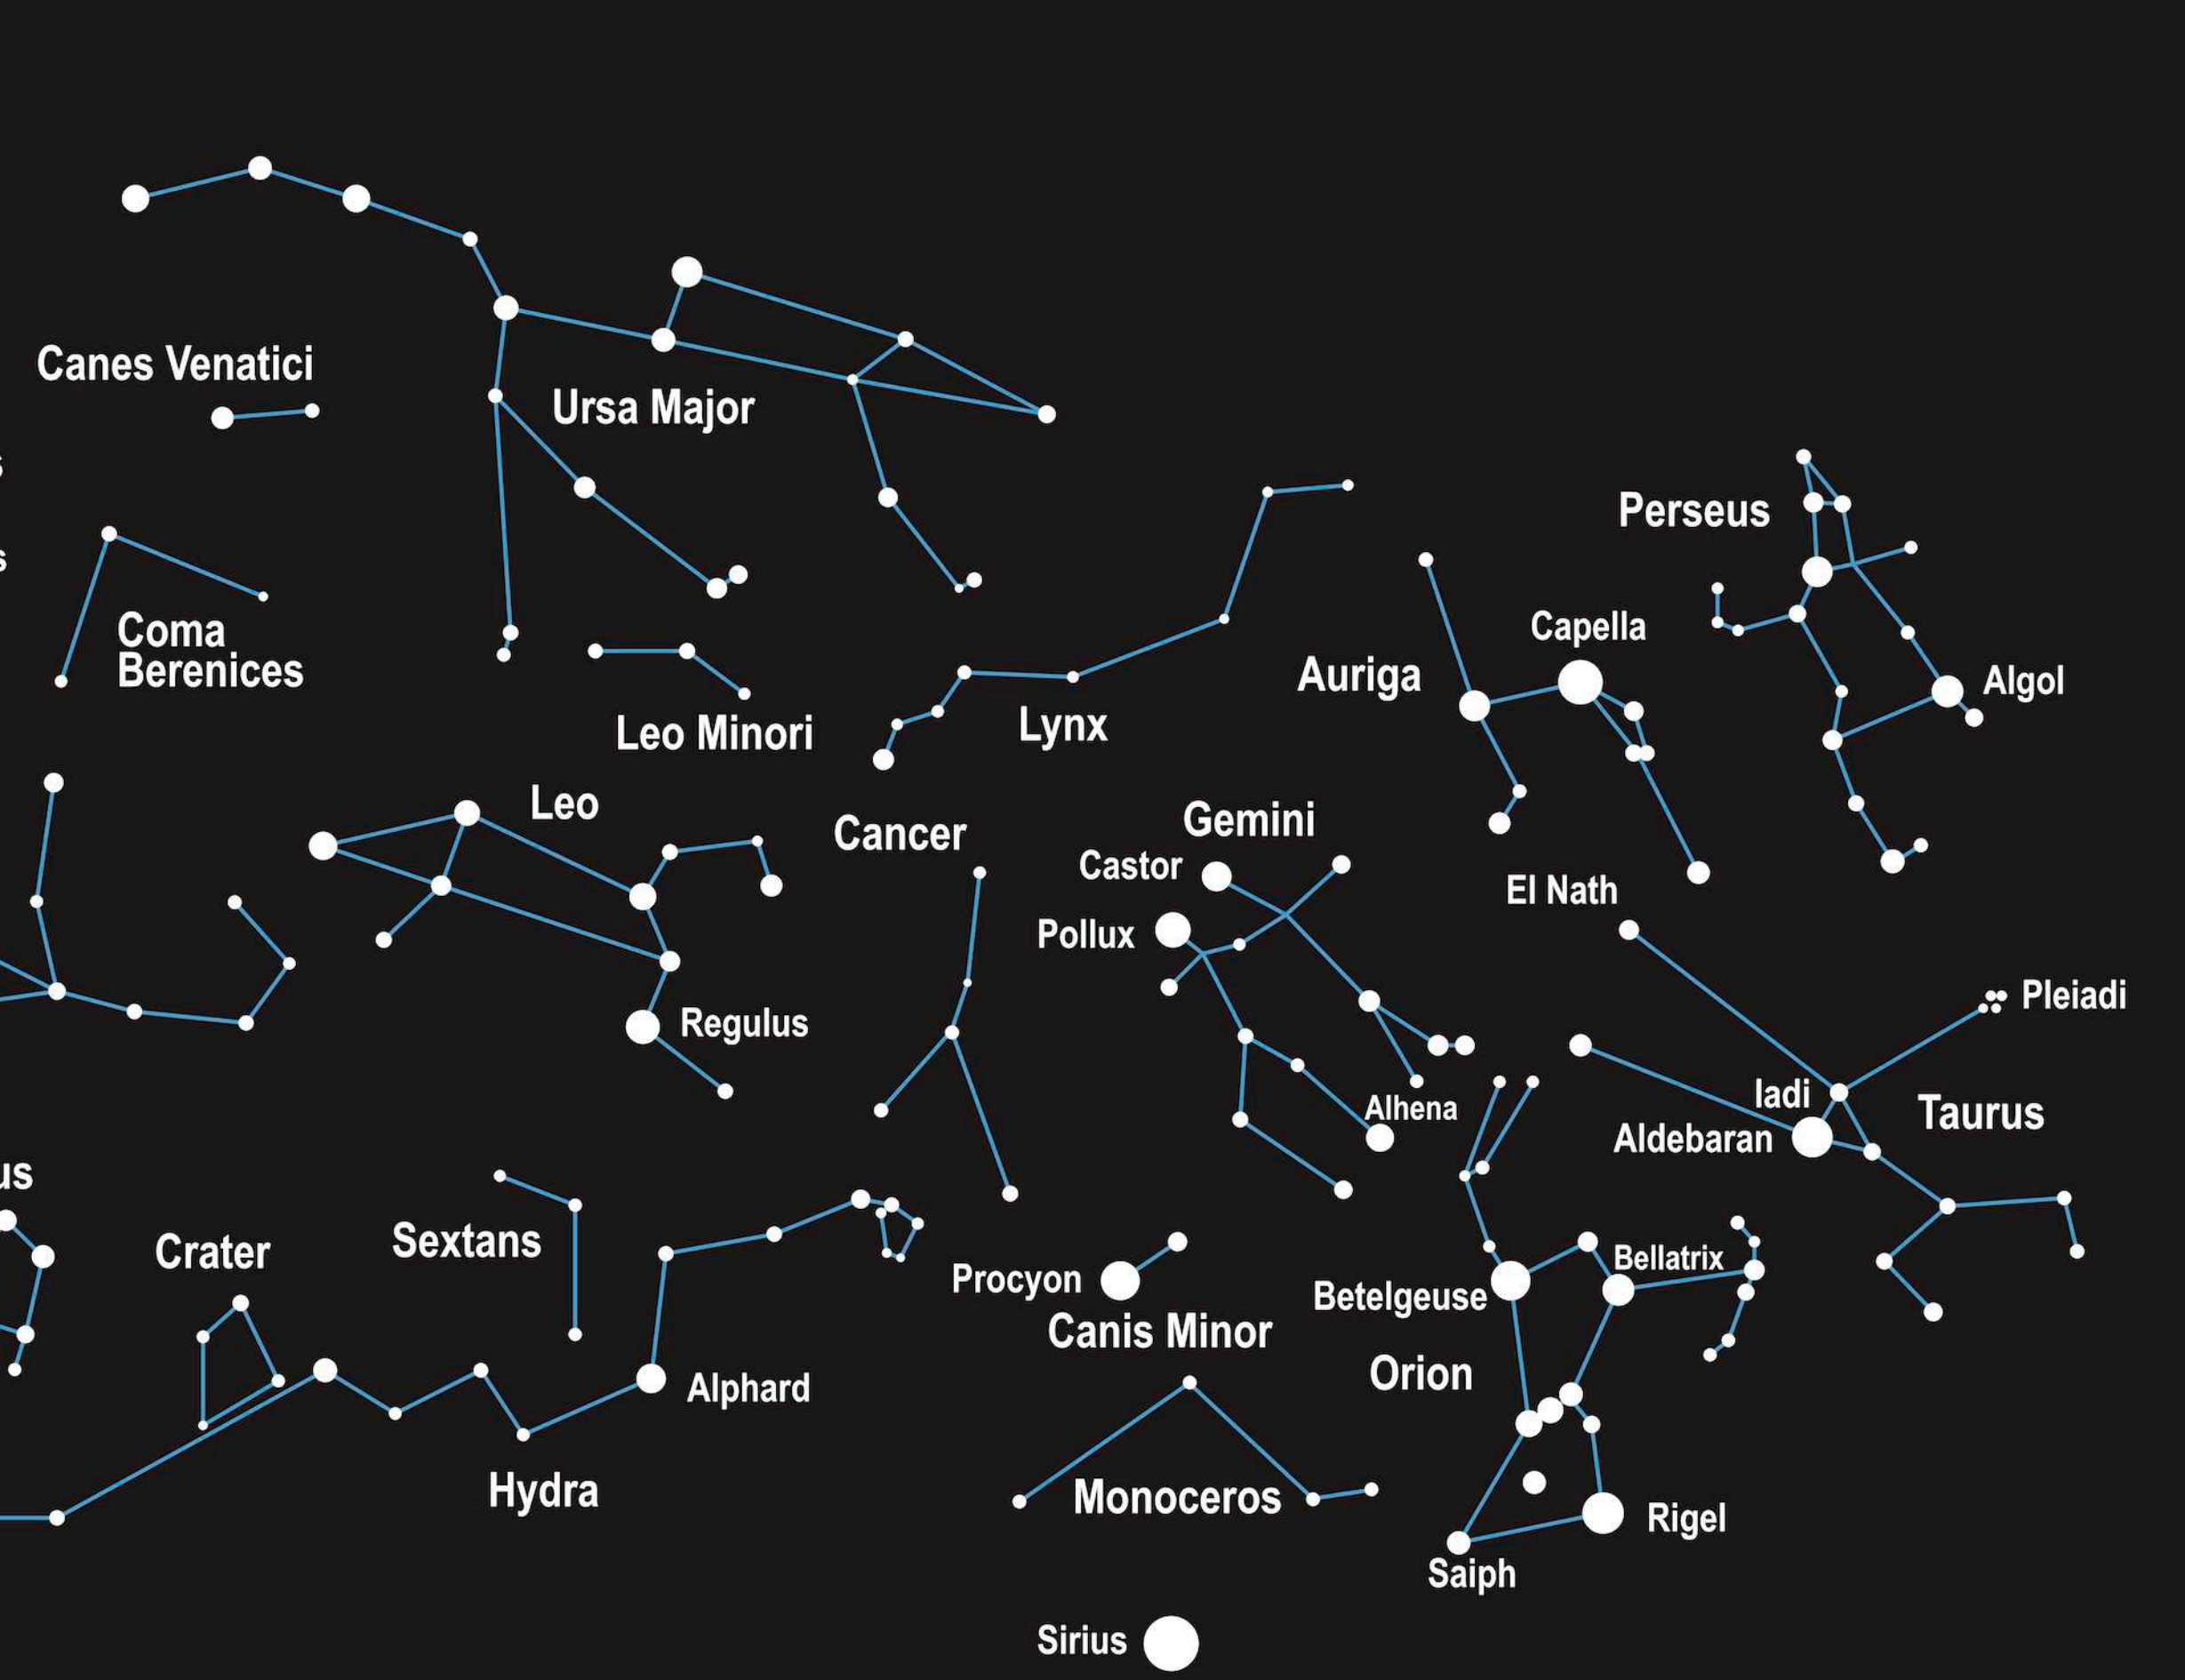 Canes Venatici
Ursa Major
Perseus
Coma
Berenices
Capella
Auriga
Algol
Leo Minori
Lynx
Leo
Cancer
Gemini
Castor
El Nath
Pollux
Pleiadi
Regulus
Iadi
Alhena
Taurus
Aldebaran
us
Crater
Sextans
Procyon
Bellatrix
Betelgeuse
Canis Minor
Orion
Alphard
Hydra
Monoceros
Rigel
Saiph
Sirius